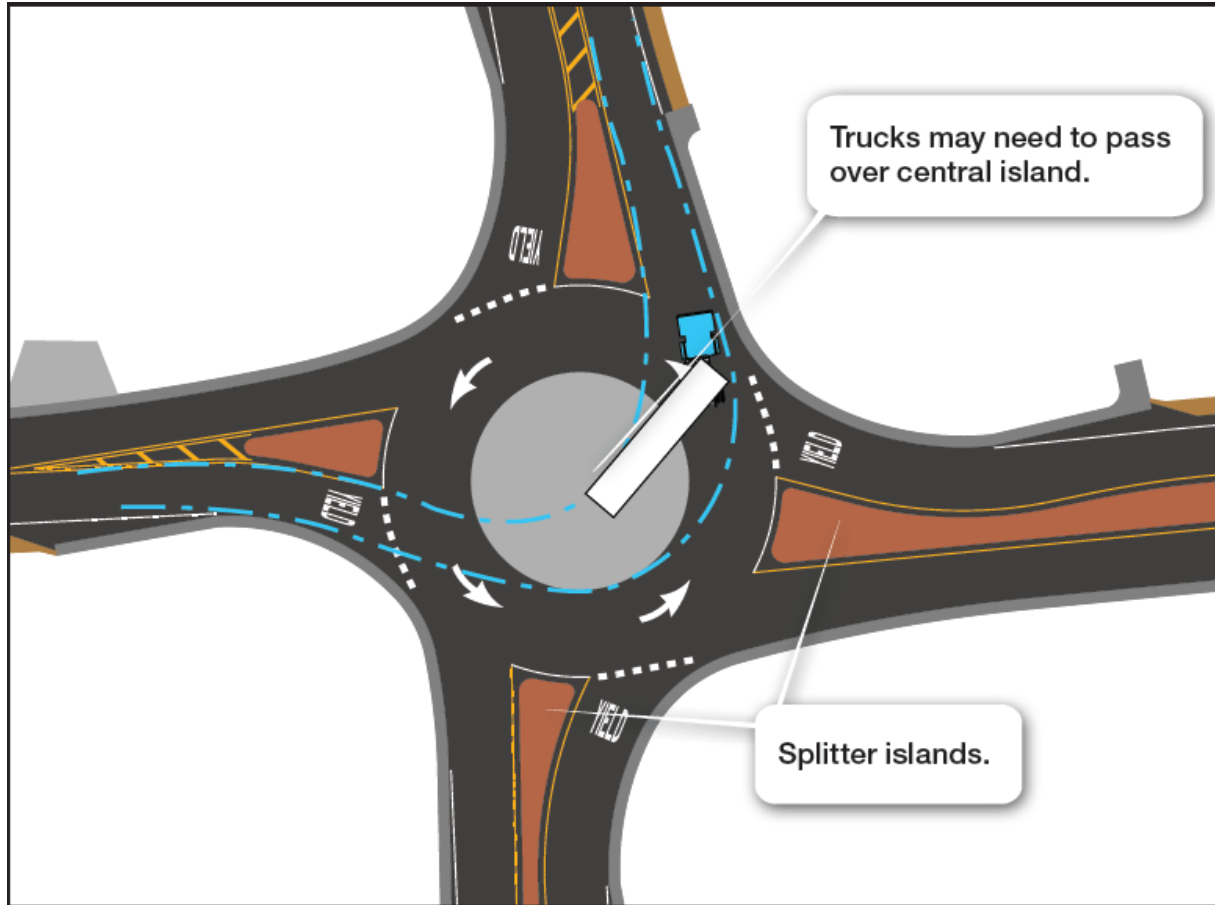 Trucks may need to pass
over central island.
YIELD
YIELD
YIELD
YIELD
Splitter islands.